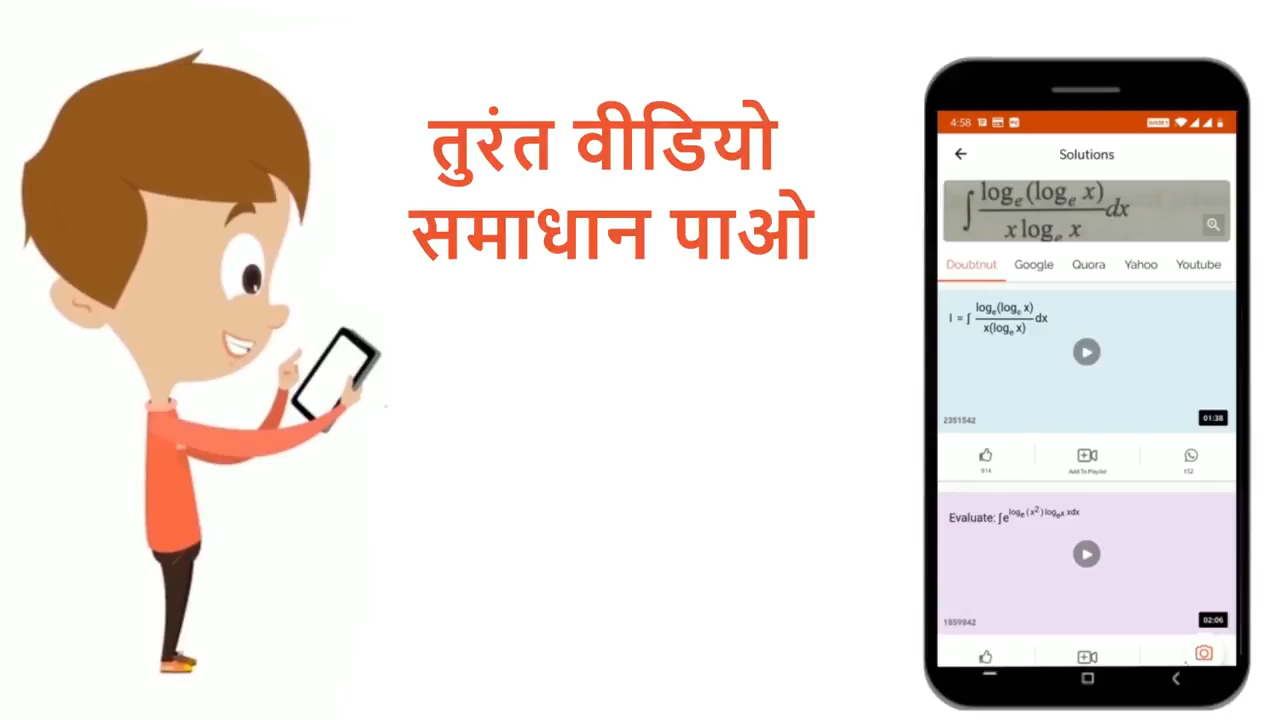 तुरंत वीडियो
समाधान पाओ
4:58
Solutions
∫ logₑ(logₑ x) / x logₑ x dx
Doubtnut Google Quora Yahoo Youtube
I = ∫ logₑ(logₑ x) / x(logₑ x) dx
2351542 01:38
914 Add To Playlist 152
Evaluate: ∫e^logₑ(x²)logₑx xdx
1859842 02:06